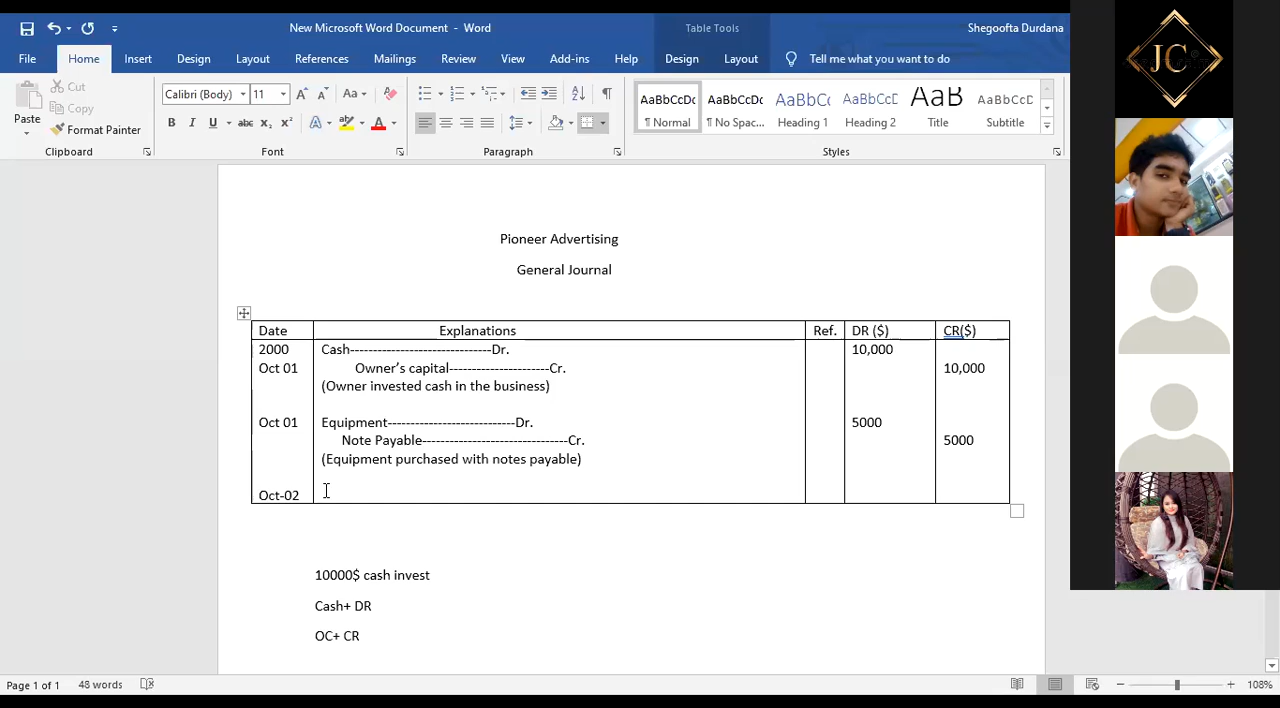 New Microsoft Word Document - Word
Table Tools
Shegoofta Durdana
File Home Insert Design Layout References Mailings Review View Add-ins Help Design Layout Tell me what you want to do
Paste
Cut
Copy
Format Painter
Clipboard
Calibri (Body) 11
Font
Paragraph
AaBbCcDc AaBbCcDc AaBbCc AaBbCcD AaB AaBbCcD
¶ Normal ¶ No Spac... Heading 1 Heading 2 Title Subtitle
Styles
JC
Pioneer Advertising
General Journal
Date Explanations Ref. DR ($) CR($)
2000 Cash-------------------------------Dr. 10,000
Oct 01 Owner’s capital----------------------Cr. 10,000
(Owner invested cash in the business)
Oct 01 Equipment----------------------------Dr. 5000
Note Payable--------------------------------Cr. 5000
(Equipment purchased with notes payable)
Oct-02
10000$ cash invest
Cash+ DR
OC+ CR
Page 1 of 1 48 words 108%